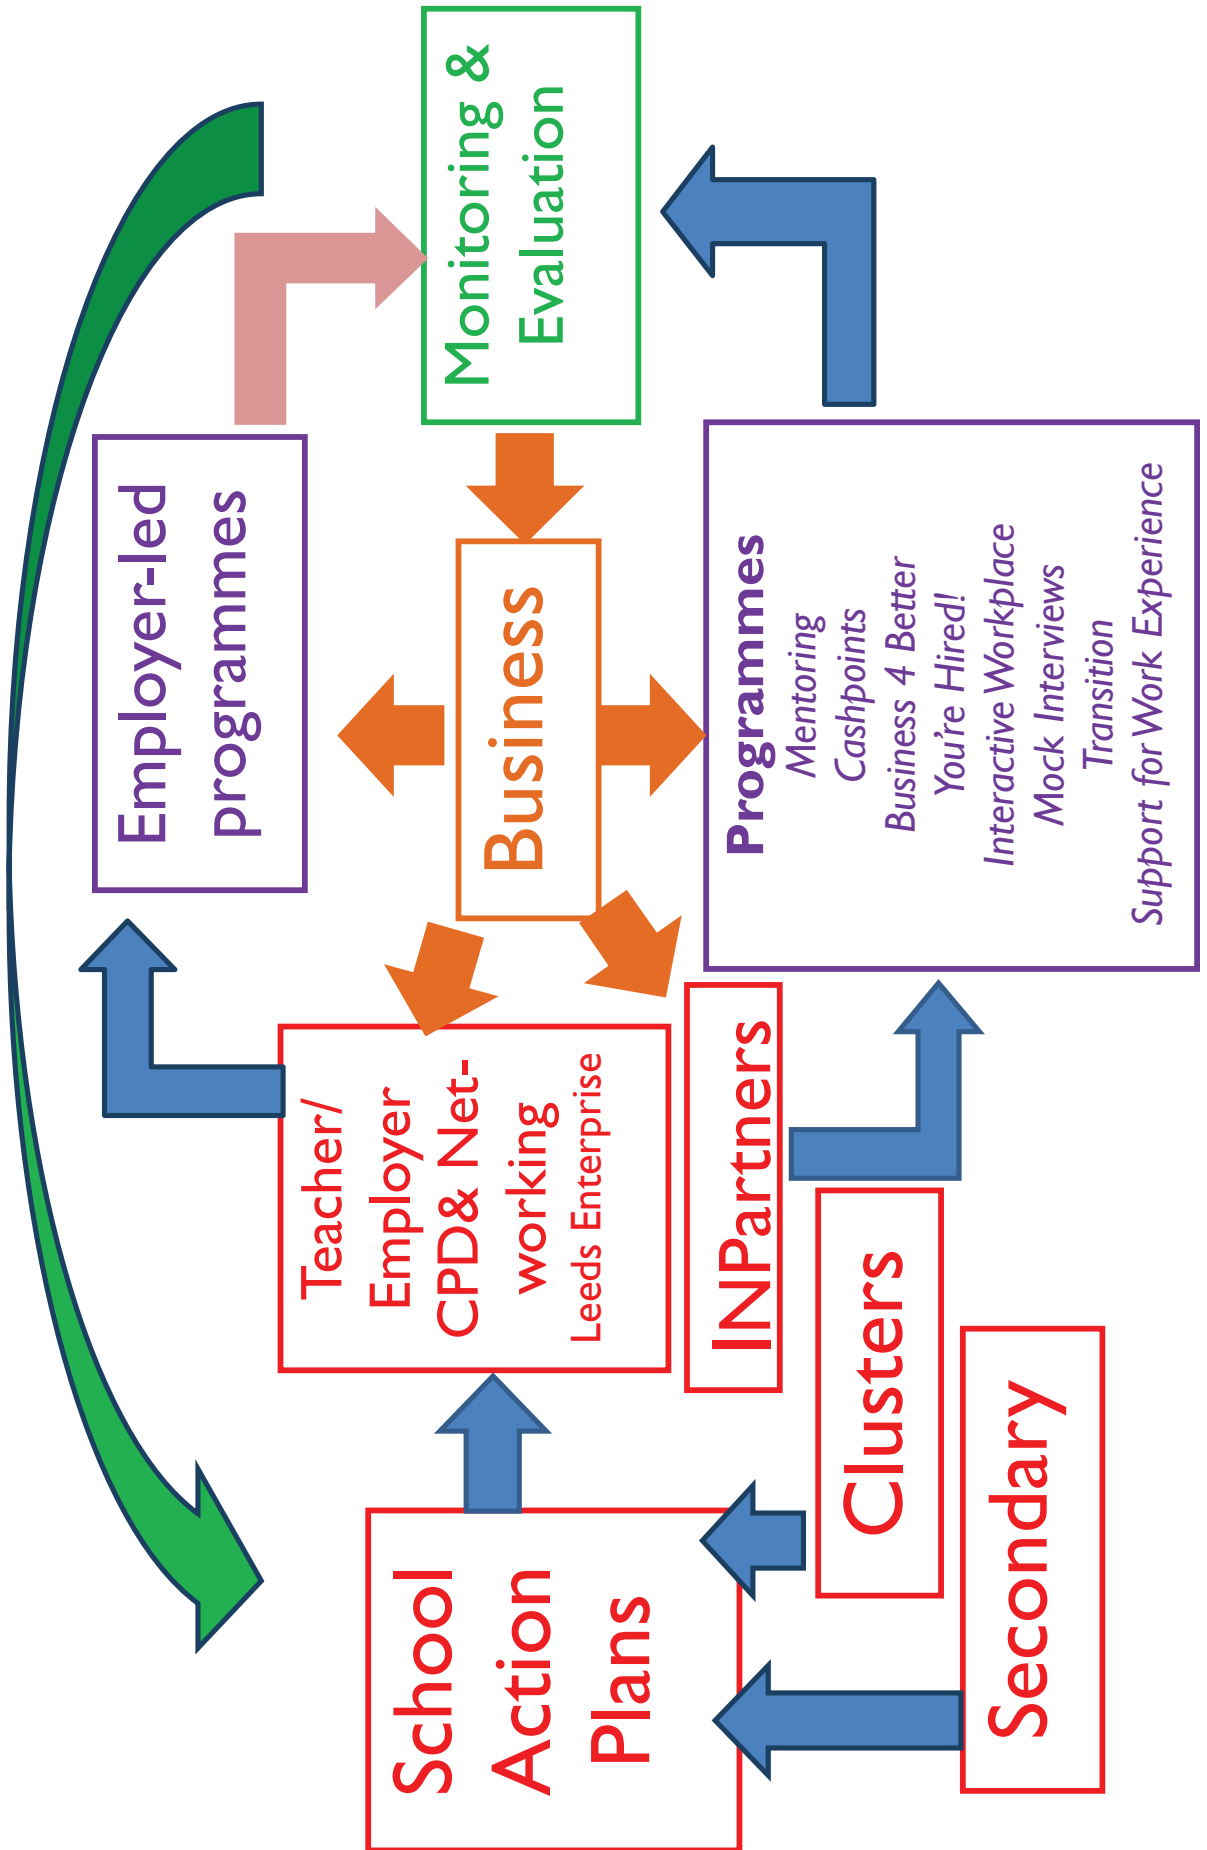 School
Action
Plans
Teacher/
Employer
CPD& Net-
working
Leeds Enterprise
INPartners
Clusters
Secondary
Employer-led
programmes
Business
Programmes
Mentoring
Cashpoints
Business 4 Better
You're Hired!
Interactive Workplace
Mock Interviews
Transition
Support for Work Experience
Monitoring &
Evaluation